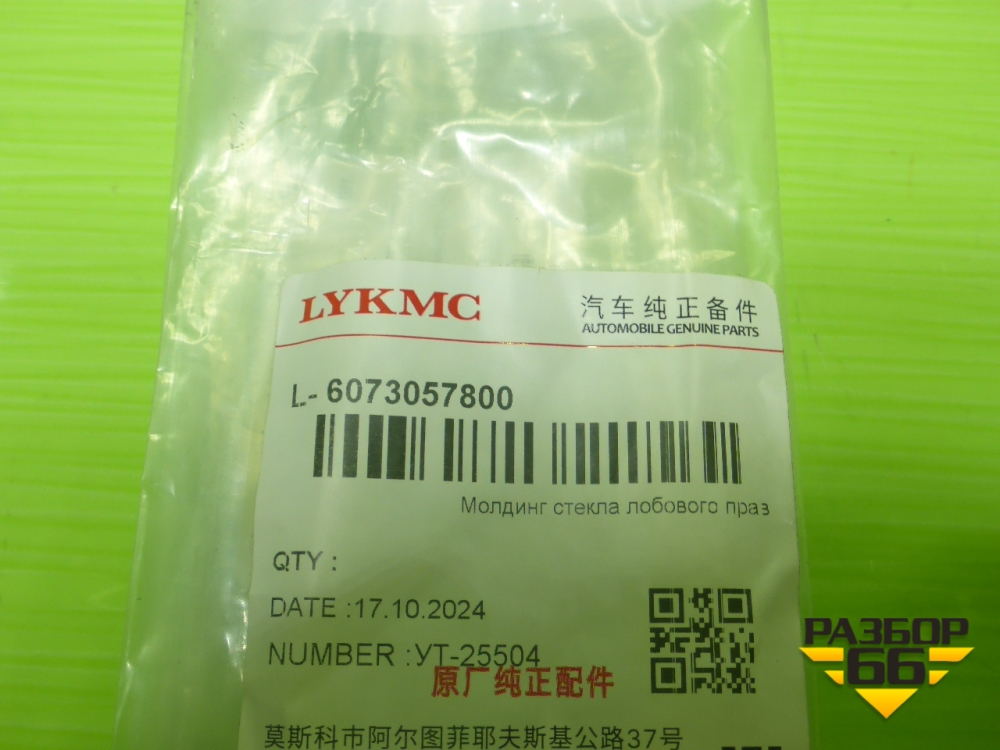 LYKMC
汽车纯正备件
AUTOMOBILE GENUINE PARTS
L- 6073057800
Молдинг стекла лобового прав
QTY :
DATE :17.10.2024
NUMBER :УТ-25504
原厂纯正配件
莫斯科市阿尔图菲耶夫斯基公路37号
РАЗБОР
66